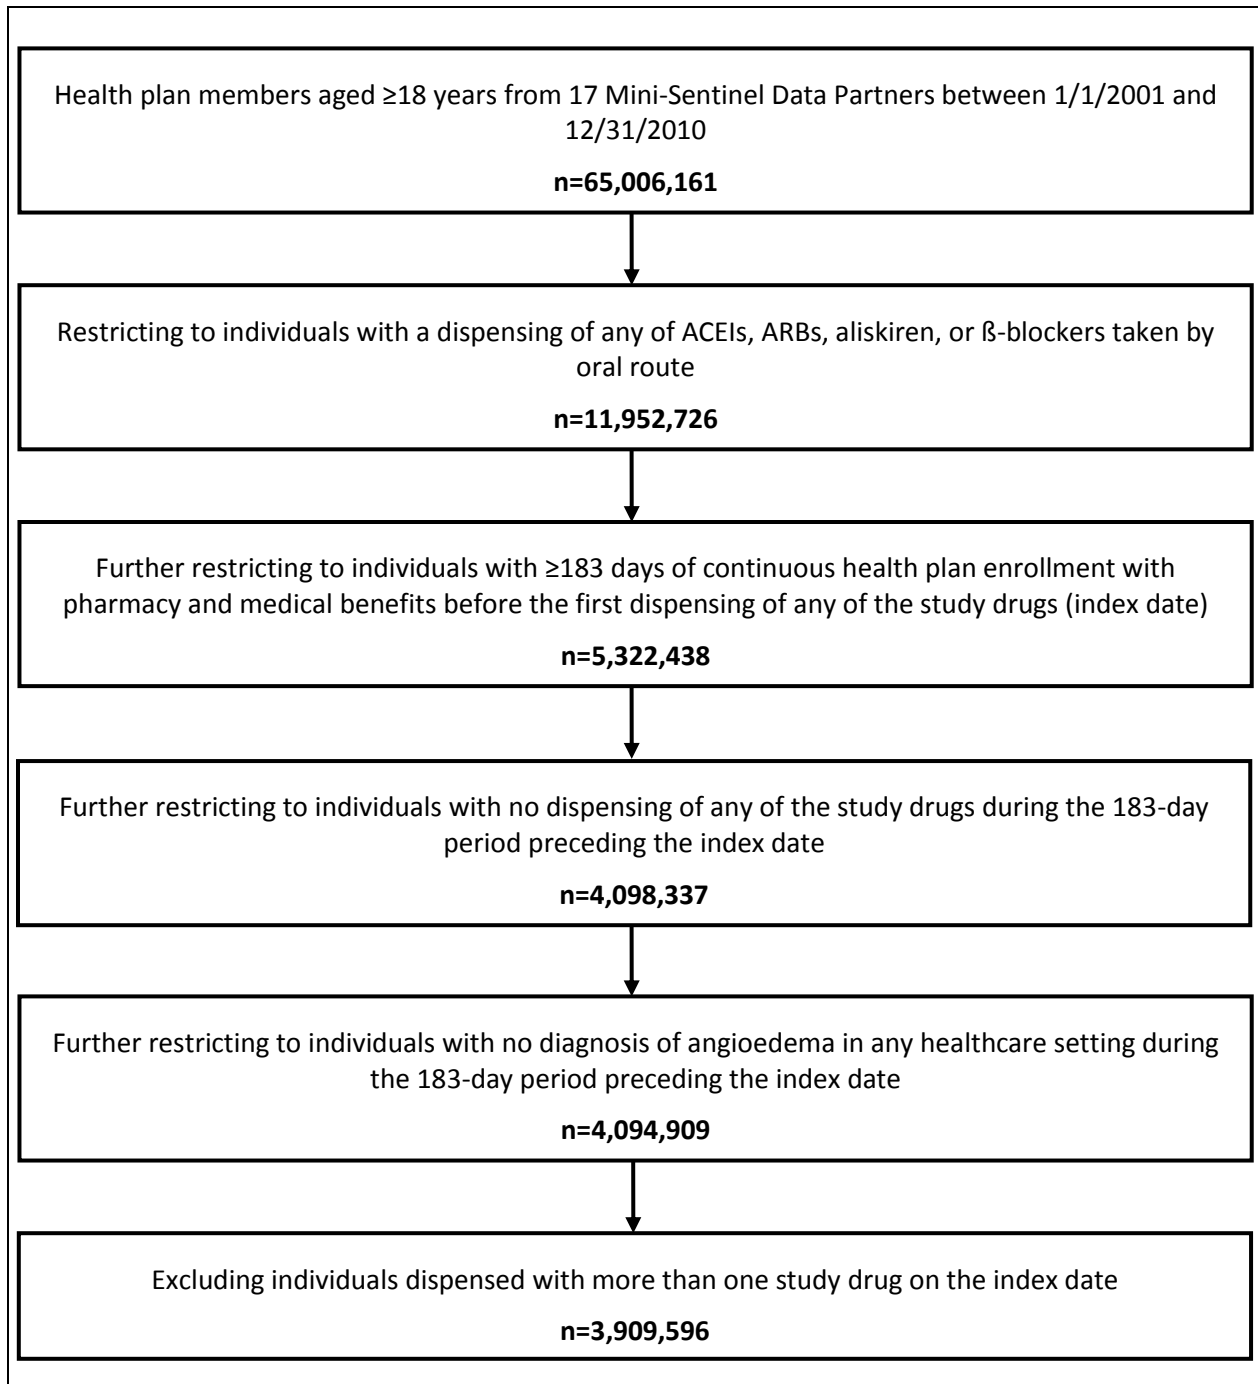 Health plan members aged ≥18 years from 17 Mini-Sentinel Data Partners between 1/1/2001 and
12/31/2010
n=65,006,161
Restricting to individuals with a dispensing of any of ACEIs, ARBs, aliskiren, or ß-blockers taken by
oral route
n=11,952,726
Further restricting to individuals with ≥183 days of continuous health plan enrollment with
pharmacy and medical benefits before the first dispensing of any of the study drugs (index date)
n=5,322,438
Further restricting to individuals with no dispensing of any of the study drugs during the 183-day
period preceding the index date
n=4,098,337
Further restricting to individuals with no diagnosis of angioedema in any healthcare setting during
the 183-day period preceding the index date
n=4,094,909
Excluding individuals dispensed with more than one study drug on the index date
n=3,909,596